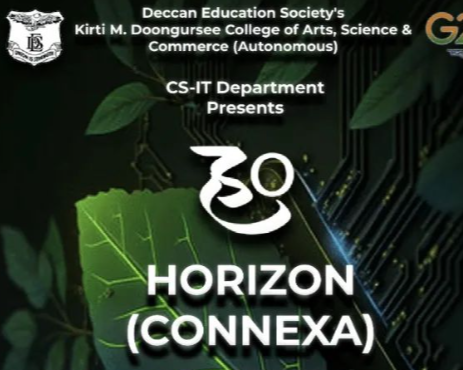 Deccan Education Society's
Kirti M. Doongursee College of Arts, Science &
Commerce (Autonomous)
CS-IT Department
Presents
HORIZON
(CONNEXA)